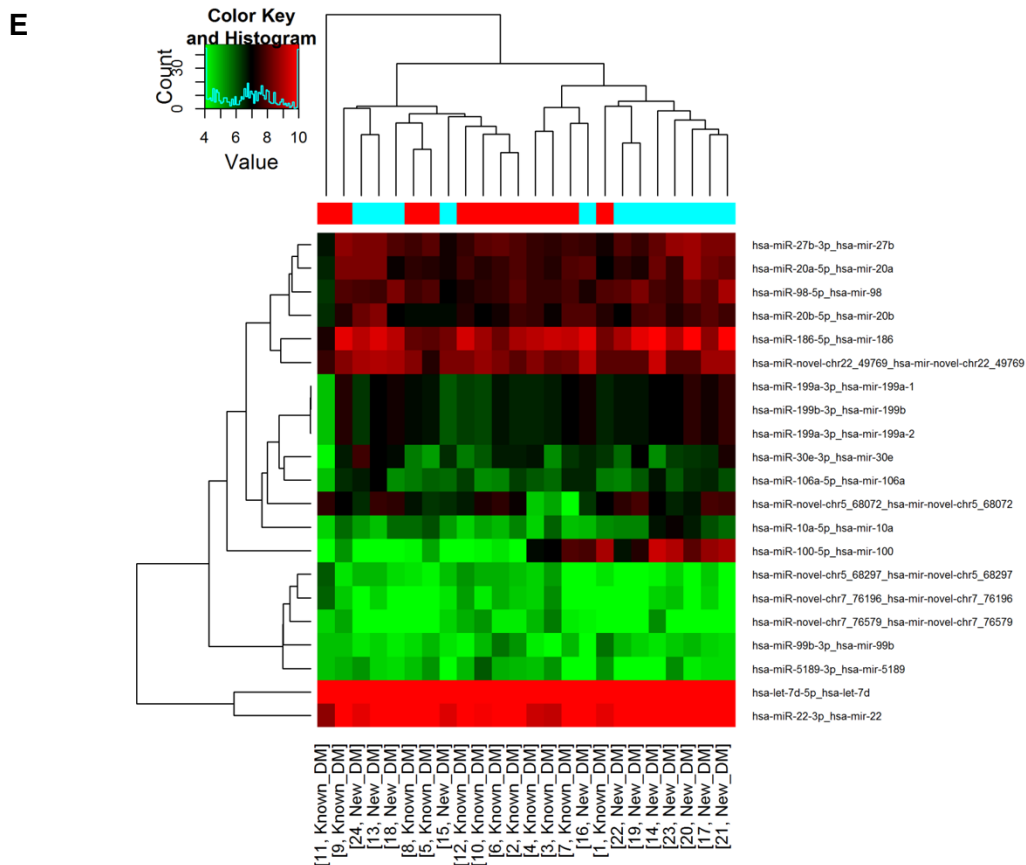 E
Color Key
and Histogram
Count
0 30
4 6 8 10
Value
hsa-miR-27b-3p_hsa-mir-27b
hsa-miR-20a-5p_hsa-mir-20a
hsa-miR-98-5p_hsa-mir-98
hsa-miR-20b-5p_hsa-mir-20b
hsa-miR-186-5p_hsa-mir-186
hsa-miR-novel-chr22_49769_hsa-mir-novel-chr22_49769
hsa-miR-199a-3p_hsa-mir-199a-1
hsa-miR-199b-3p_hsa-mir-199b
hsa-miR-199a-3p_hsa-mir-199a-2
hsa-miR-30e-3p_hsa-mir-30e
hsa-miR-106a-5p_hsa-mir-106a
hsa-miR-novel-chr5_68072_hsa-mir-novel-chr5_68072
hsa-miR-10a-5p_hsa-mir-10a
hsa-miR-100-5p_hsa-mir-100
hsa-miR-novel-chr5_68297_hsa-mir-novel-chr5_68297
hsa-miR-novel-chr7_76196_hsa-mir-novel-chr7_76196
hsa-miR-novel-chr7_76579_hsa-mir-novel-chr7_76579
hsa-miR-99b-3p_hsa-mir-99b
hsa-miR-5189-3p_hsa-mir-5189
hsa-let-7d-5p_hsa-let-7d
hsa-miR-22-3p_hsa-mir-22
[11, Known_DM]
[9, Known_DM]
[24, New_DM]
[13, New_DM]
[18, New_DM]
[8, Known_DM]
[5, Known_DM]
[15, New_DM]
[12, Known_DM]
[10, Known_DM]
[6, Known_DM]
[2, Known_DM]
[4, Known_DM]
[3, Known_DM]
[7, Known_DM]
[16, New_DM]
[1, Known_DM]
[22, New_DM]
[19, New_DM]
[14, New_DM]
[23, New_DM]
[20, New_DM]
[17, New_DM]
[21, New_DM]